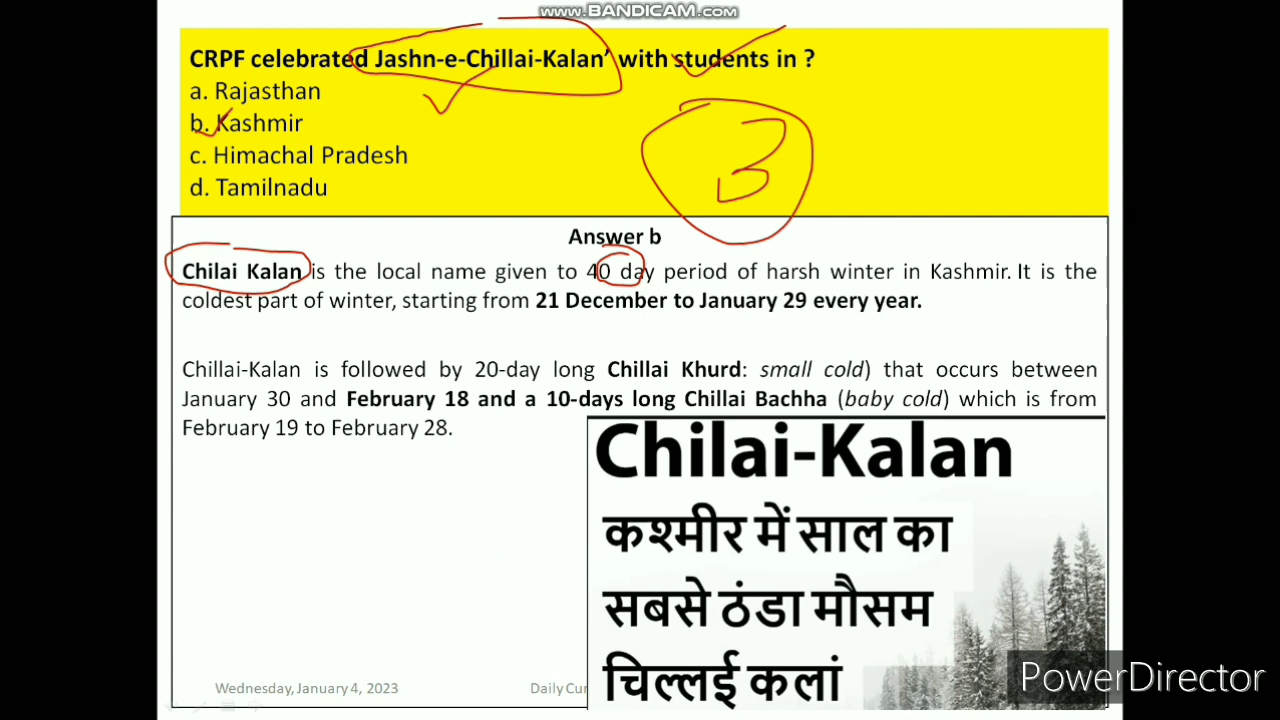 www.BANDICAM.com
CRPF celebrated Jashn-e-Chillai-Kalan’ with students in ?
a. Rajasthan
b. Kashmir
c. Himachal Pradesh
d. Tamilnadu
3
Answer b
Chilai Kalan is the local name given to 40 day period of harsh winter in Kashmir. It is the
coldest part of winter, starting from 21 December to January 29 every year.
Chillai-Kalan is followed by 20-day long Chillai Khurd: small cold) that occurs between
January 30 and February 18 and a 10-days long Chillai Bachha (baby cold) which is from
February 19 to February 28.
Chilai-Kalan
कश्मीर में साल का
सबसे ठंडा मौसम
चिल्लई कलां
Wednesday, January 4, 2023
Daily
PowerDirector